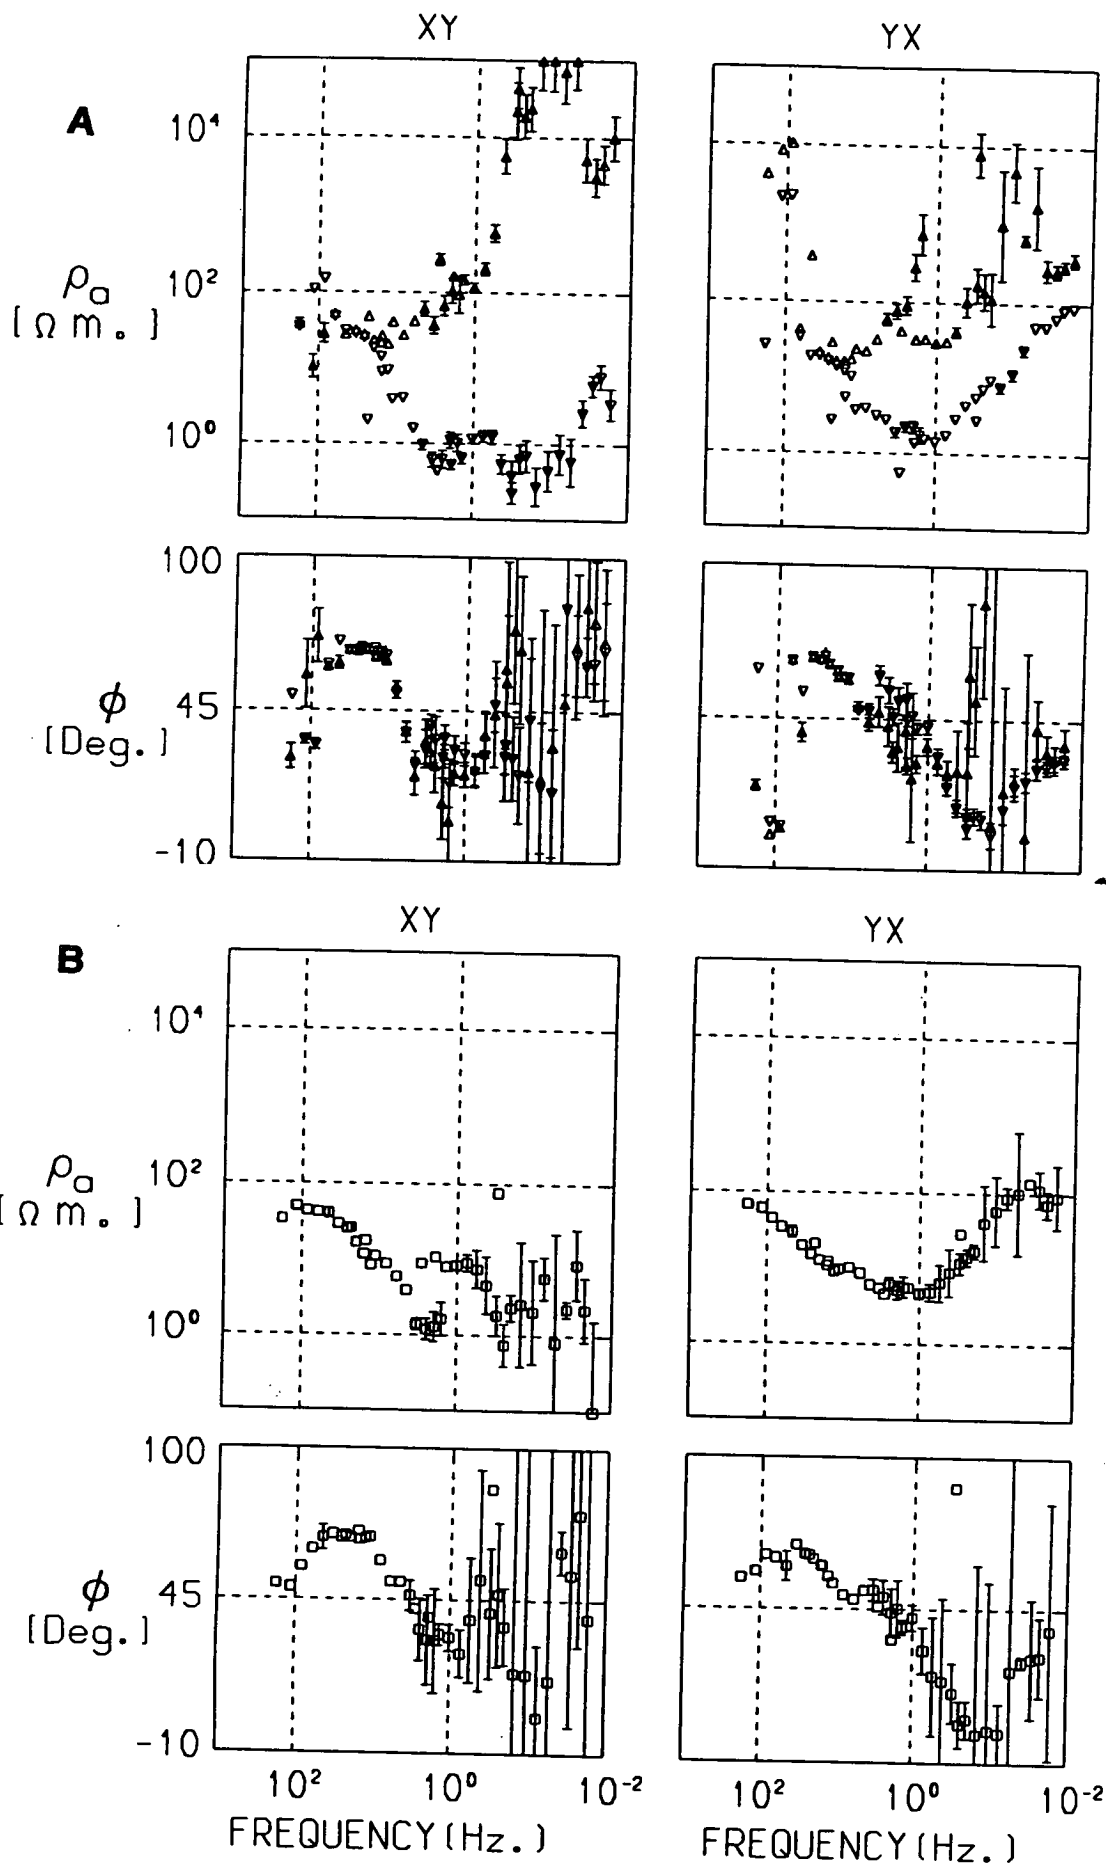 XY YX
A
10⁴
ρa 10²
[Ω m.]
10⁰
100
ϕ 45
[Deg.]
-10
XY YX
B
10⁴
ρa 10²
[Ω m.]
10⁰
100
ϕ 45
[Deg.]
-10
10² 10⁰ 10⁻² 10² 10⁰ 10⁻²
FREQUENCY(Hz.) FREQUENCY(Hz.)